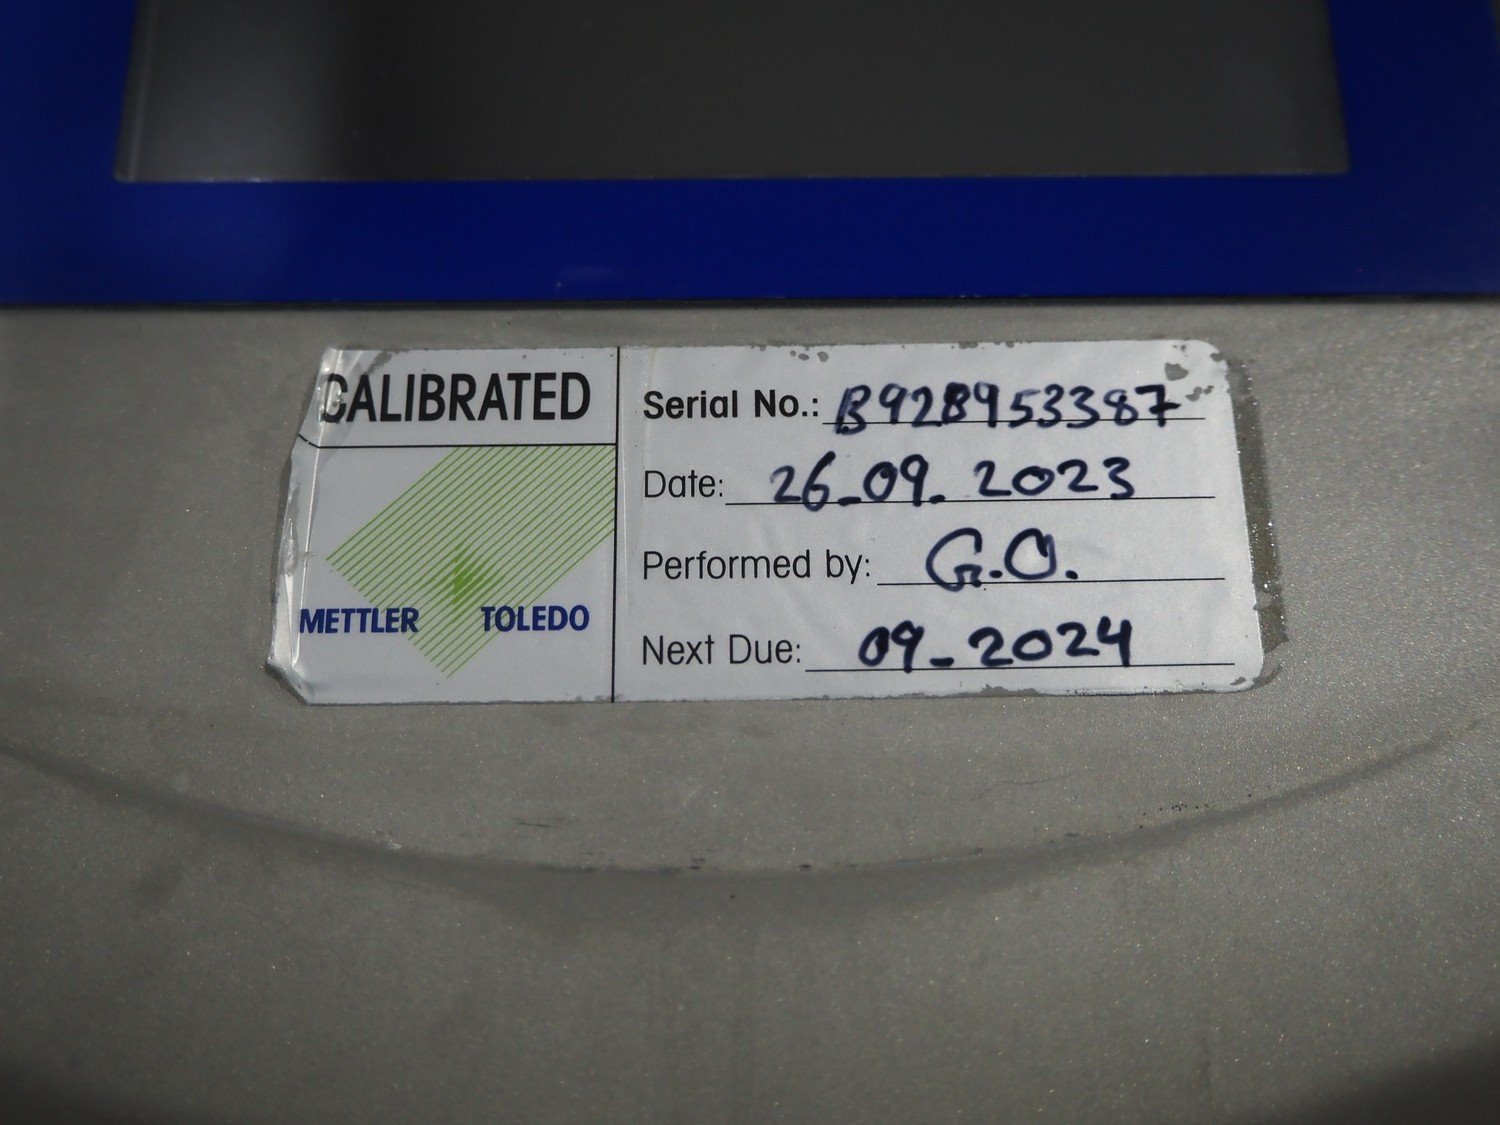 CALIBRATED
METTLER TOLEDO
Serial No.: B928953387
Date: 26-09. 2023
Performed by: G.O.
Next Due: 09-2024